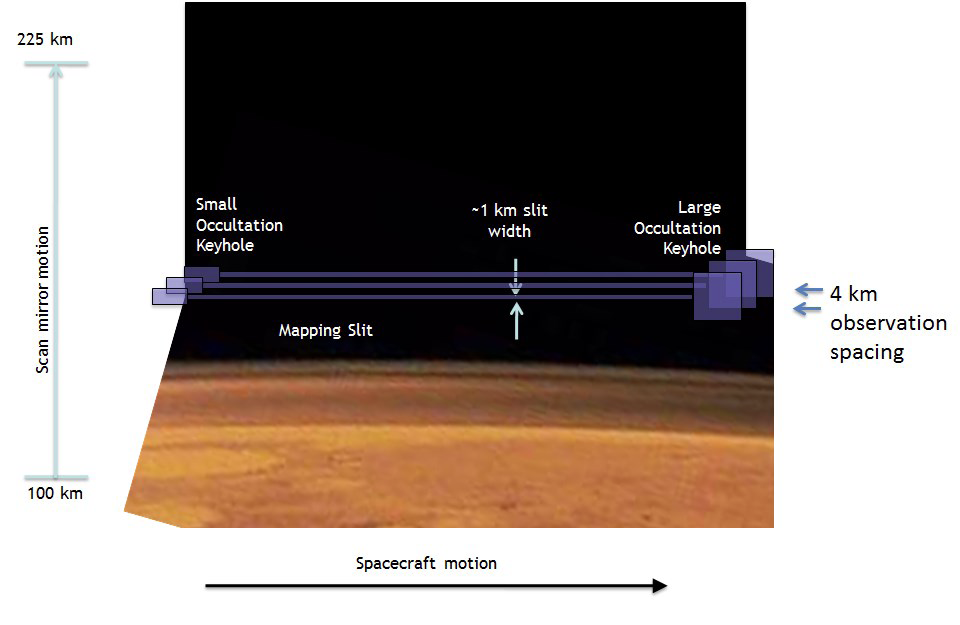 225 km
Small
Occultation
Keyhole
~1 km slit
width
Large
Occultation
Keyhole
Scan mirror motion
4 km
observation
spacing
Mapping Slit
100 km
Spacecraft motion